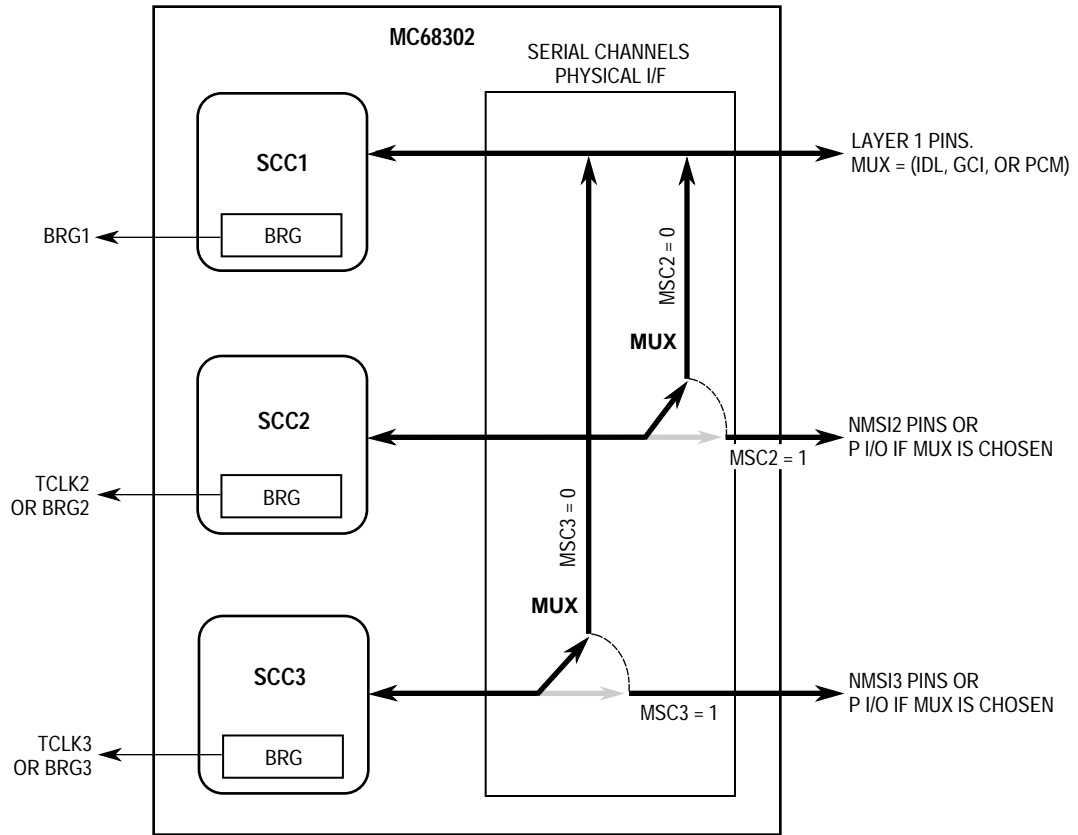 MC68302
SERIAL CHANNELS
PHYSICAL I/F
SCC1
BRG
BRG1
LAYER 1 PINS.
MUX = (IDL, GCI, OR PCM)
MSC2 = 0
MUX
SCC2
BRG
TCLK2
OR BRG2
NMSI2 PINS OR
P I/O IF MUX IS CHOSEN
MSC2 = 1
MSC3 = 0
MUX
SCC3
BRG
TCLK3
OR BRG3
NMSI3 PINS OR
P I/O IF MUX IS CHOSEN
MSC3 = 1